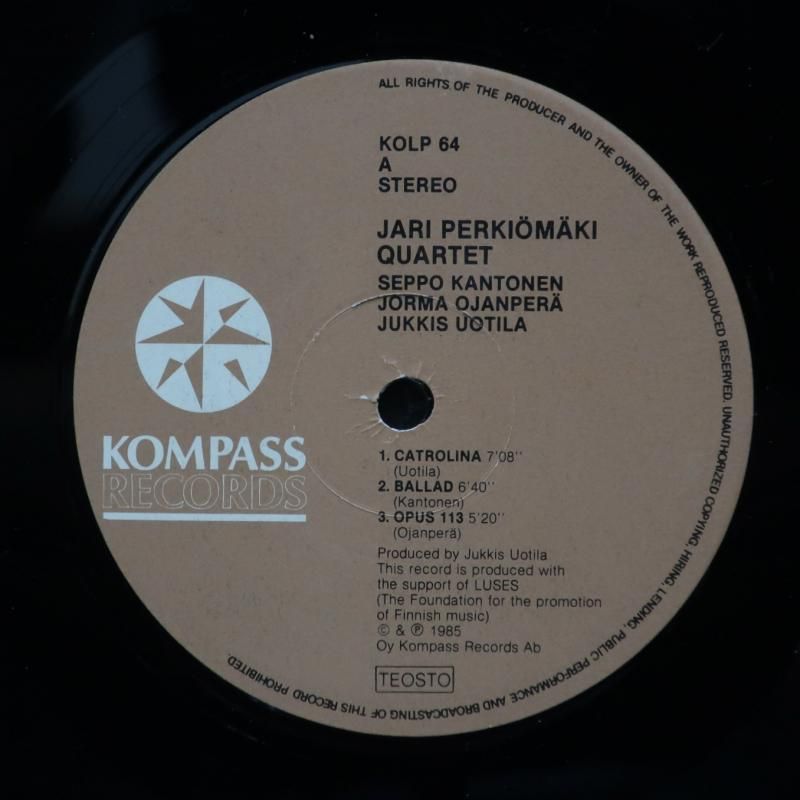 ALL RIGHTS OF THE PRODUCER AND THE OWNER OF THE WORK REPRODUCED RESERVED. UNAUTHORIZED COPYING, HIRING, LENDING, PUBLIC PERFORMANCE AND BROADCASTING OF THIS RECORD PROHIBITED.
KOLP 64
A
STEREO
JARI PERKIÖMÄKI
QUARTET
SEPPO KANTONEN
JORMA OJANPERÄ
JUKKIS UOTILA
KOMPASS
RECORDS
1. CATROLINA 7'08''
(Uotila)
2. BALLAD 6'40''
(Kantonen)
3. OPUS 113 5'20''
(Ojanperä)
Produced by Jukkis Uotila
This record is produced with
the support of LUSES
(The Foundation for the promotion
of Finnish music)
© & ℗ 1985
Oy Kompass Records Ab
TEOSTO